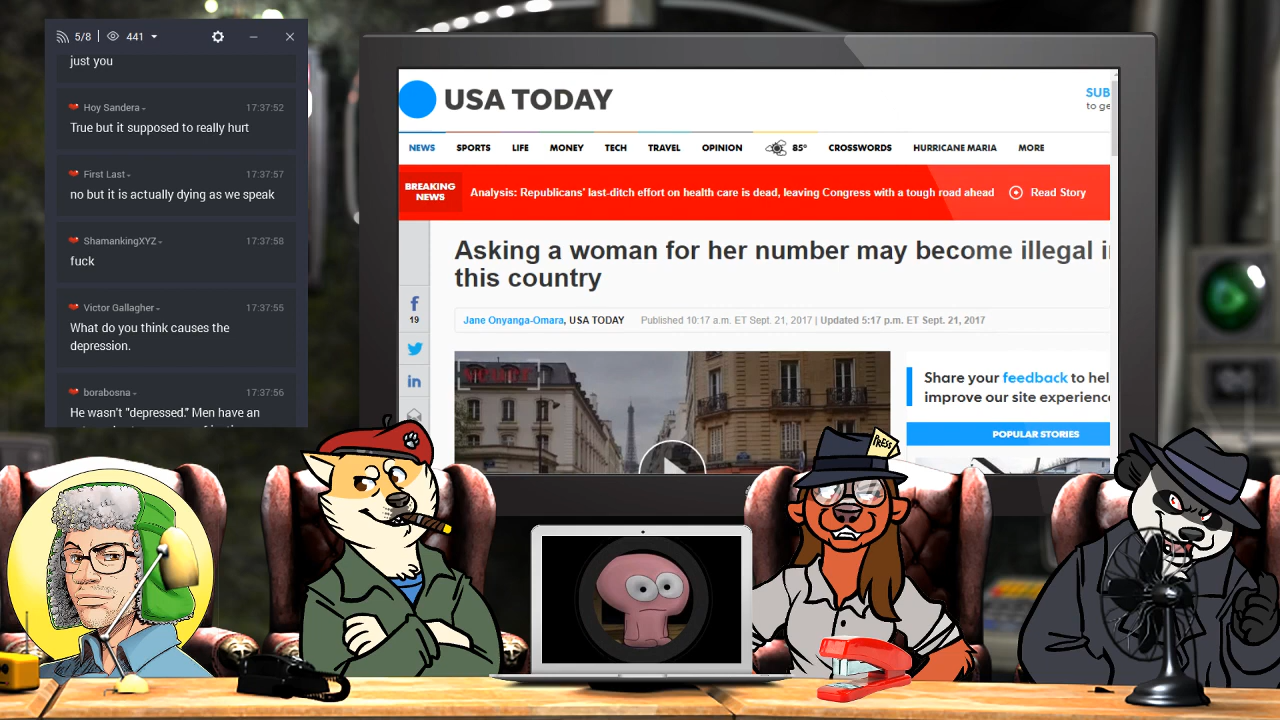 5/8 | 441
just you
Hoy Sandera 17:37:52
True but it supposed to really hurt
First Last 17:37:57
no but it is actually dying as we speak
ShamankingXYZ 17:37:58
fuck
Victor Gallagher 17:37:55
What do you think causes the
depression.
borabosna 17:37:56
He wasn't "depressed." Men have an
USA TODAY
SUB
to ge
NEWS SPORTS LIFE MONEY TECH TRAVEL OPINION 85° CROSSWORDS HURRICANE MARIA MORE
BREAKING
NEWS
Analysis: Republicans' last-ditch effort on health care is dead, leaving Congress with a tough road ahead Read Story
Asking a woman for her number may become illegal i
this country
19
Jane Onyanga-Omara, USA TODAY Published 10:17 a.m. ET Sept. 21, 2017 | Updated 5:17 p.m. ET Sept. 21, 2017
Share your feedback to hel
improve our site experienc
POPULAR STORIES
PRESS